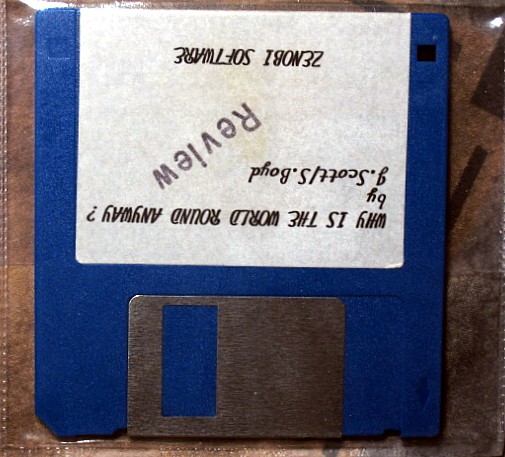 WHY IS THE WORLD ROUND ANYWAY?
by
g.Scott/S.Boyd
Review
ZENOBI SOFTWARE